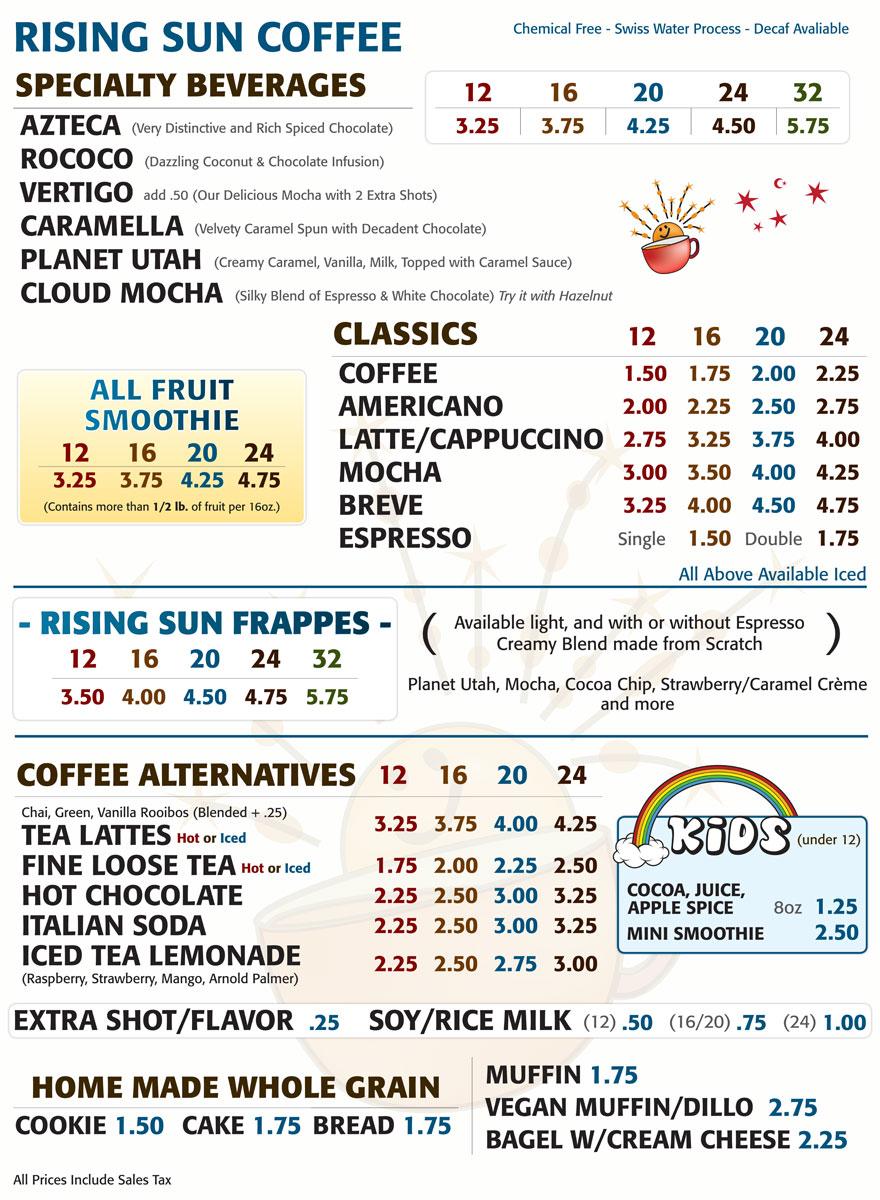 RISING SUN COFFEE
Chemical Free - Swiss Water Process - Decaf Avaliable
SPECIALTY BEVERAGES
12 16 20 24 32
3.25 3.75 4.25 4.50 5.75
AZTECA (Very Distinctive and Rich Spiced Chocolate)
ROCOCO (Dazzling Coconut & Chocolate Infusion)
VERTIGO add .50 (Our Delicious Mocha with 2 Extra Shots)
CARAMELLA (Velvety Caramel Spun with Decadent Chocolate)
PLANET UTAH (Creamy Caramel, Vanilla, Milk, Topped with Caramel Sauce)
CLOUD MOCHA (Silky Blend of Espresso & White Chocolate) Try it with Hazelnut
CLASSICS 12 16 20 24
COFFEE 1.50 1.75 2.00 2.25
AMERICANO 2.00 2.25 2.50 2.75
LATTE/CAPPUCCINO 2.75 3.25 3.75 4.00
MOCHA 3.00 3.50 4.00 4.25
BREVE 3.25 4.00 4.50 4.75
ESPRESSO Single 1.50 Double 1.75
All Above Available Iced
ALL FRUIT
SMOOTHIE
12 16 20 24
3.25 3.75 4.25 4.75
(Contains more than 1/2 lb. of fruit per 16oz.)
- RISING SUN FRAPPES -
12 16 20 24 32
3.50 4.00 4.50 4.75 5.75
( Available light, and with or without Espresso
Creamy Blend made from Scratch )
Planet Utah, Mocha, Cocoa Chip, Strawberry/Caramel Crème
and more
COFFEE ALTERNATIVES 12 16 20 24
Chai, Green, Vanilla Rooibos (Blended + .25)
TEA LATTES Hot or Iced 3.25 3.75 4.00 4.25
FINE LOOSE TEA Hot or Iced 1.75 2.00 2.25 2.50
HOT CHOCOLATE 2.25 2.50 3.00 3.25
ITALIAN SODA 2.25 2.50 3.00 3.25
ICED TEA LEMONADE 2.25 2.50 2.75 3.00
(Raspberry, Strawberry, Mango, Arnold Palmer)
KiDS (under 12)
COCOA, JUICE,
APPLE SPICE 8oz 1.25
MINI SMOOTHIE 2.50
EXTRA SHOT/FLAVOR .25 SOY/RICE MILK (12) .50 (16/20) .75 (24) 1.00
HOME MADE WHOLE GRAIN
COOKIE 1.50 CAKE 1.75 BREAD 1.75
MUFFIN 1.75
VEGAN MUFFIN/DILLO 2.75
BAGEL W/CREAM CHEESE 2.25
All Prices Include Sales Tax